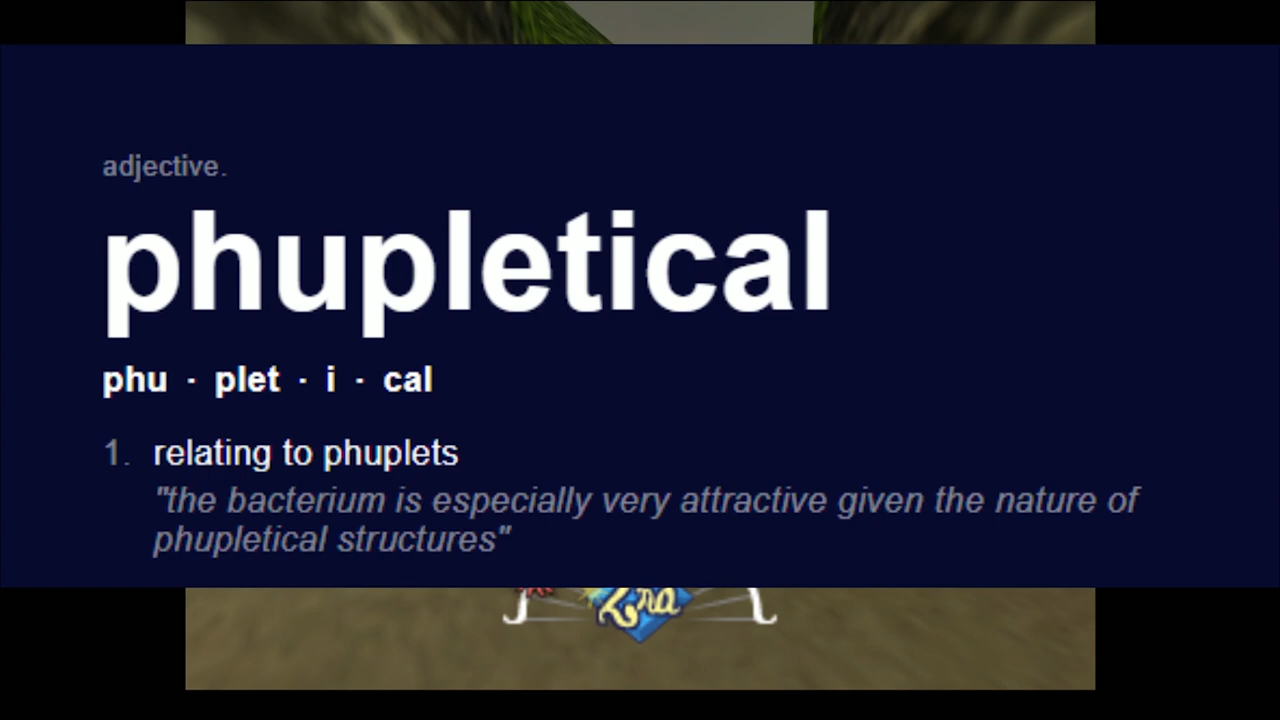 adjective.
phupletical
phu · plet · i · cal
1. relating to phuplets
"the bacterium is especially very attractive given the nature of
phupletical structures"
Era